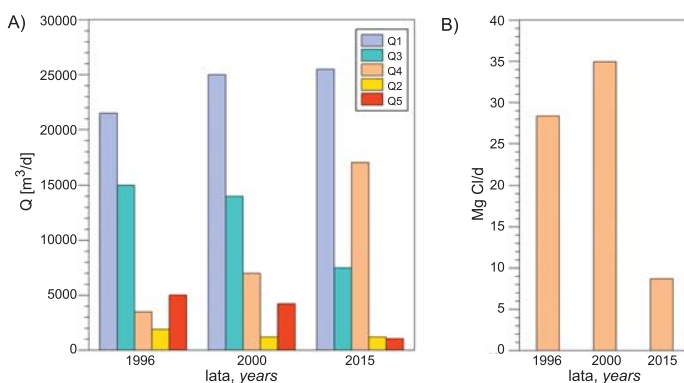 A)
Q [m³/d]
30000
25000
20000
15000
10000
5000
0
Q1
Q3
Q4
Q2
Q5
1996
2000
2015
lata, years
B)
Mg Cl/d
40
35
30
25
20
15
10
.5
.0
1996
2000
2015
lata, years